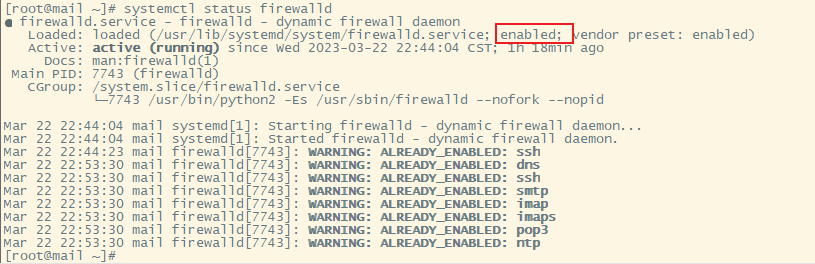 [root@mail ~]# systemctl status firewalld
● firewalld.service - firewalld - dynamic firewall daemon
Loaded: loaded (/usr/lib/systemd/system/firewalld.service; enabled; vendor preset: enabled)
Active: active (running) since Wed 2023-03-22 22:44:04 CST; 1h 18min ago
Docs: man:firewalld(1)
Main PID: 7743 (firewalld)
CGroup: /system.slice/firewalld.service
└─7743 /usr/bin/python2 -Es /usr/sbin/firewalld --nofork --nopid
Mar 22 22:44:04 mail systemd[1]: Starting firewalld - dynamic firewall daemon...
Mar 22 22:44:04 mail systemd[1]: Started firewalld - dynamic firewall daemon.
Mar 22 22:44:23 mail firewalld[7743]: WARNING: ALREADY_ENABLED: ssh
Mar 22 22:53:30 mail firewalld[7743]: WARNING: ALREADY_ENABLED: dns
Mar 22 22:53:30 mail firewalld[7743]: WARNING: ALREADY_ENABLED: ssh
Mar 22 22:53:30 mail firewalld[7743]: WARNING: ALREADY_ENABLED: smtp
Mar 22 22:53:30 mail firewalld[7743]: WARNING: ALREADY_ENABLED: imap
Mar 22 22:53:30 mail firewalld[7743]: WARNING: ALREADY_ENABLED: imaps
Mar 22 22:53:30 mail firewalld[7743]: WARNING: ALREADY_ENABLED: pop3
Mar 22 22:53:30 mail firewalld[7743]: WARNING: ALREADY_ENABLED: ntp
[root@mail ~]#